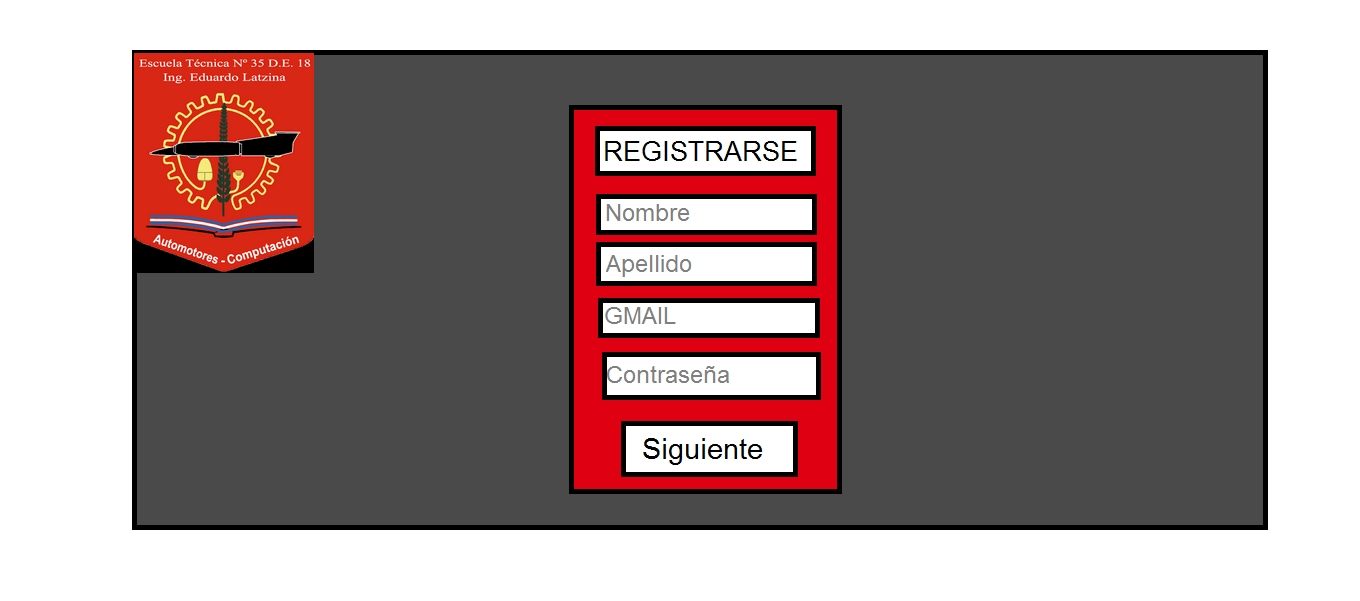 Escuela Técnica Nº 35 D.E. 18
Ing. Eduardo Latzina
Automotores - Computación
REGISTRARSE
Nombre
Apellido
GMAIL
Contraseña
Siguiente